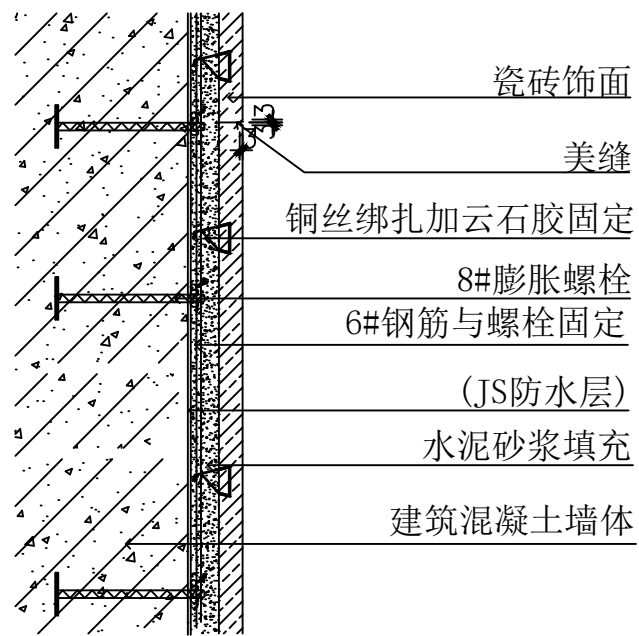 瓷砖饰面
3
美缝
铜丝绑扎加云石胶固定
8#膨胀螺栓
6#钢筋与螺栓固定
(JS防水层)
水泥砂浆填充
建筑混凝土墙体